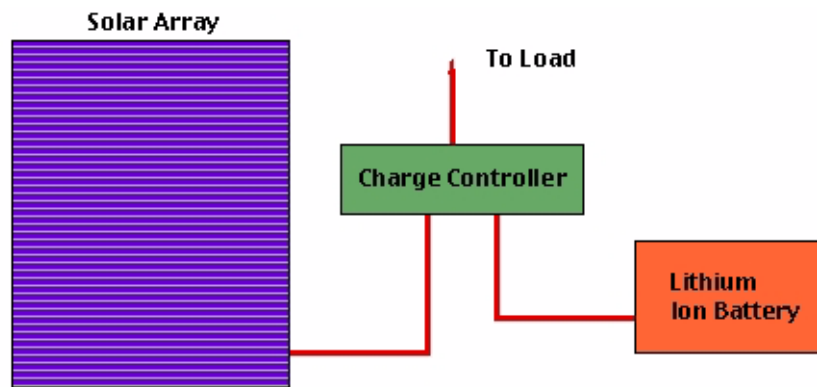 Solar Array
To Load
Charge Controller
Lithium
Ion Battery